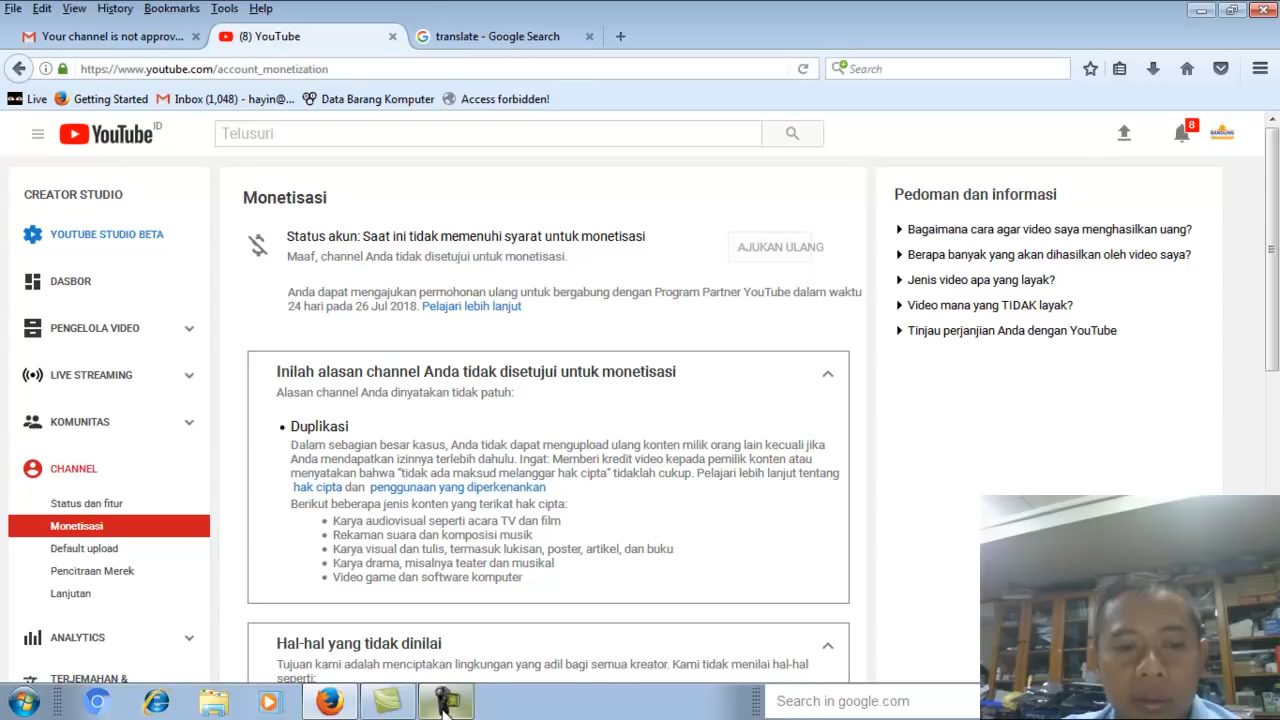 File Edit View History Bookmarks Tools Help
Your channel is not approv... × (8) YouTube × translate - Google Search × +
https://www.youtube.com/account_monetization Search
Live Getting Started Inbox (1,048) - hayin@... Data Barang Komputer Access forbidden!
YouTube ID Telusuri 8 BANDUNG
CREATOR STUDIO
YOUTUBE STUDIO BETA
DASBOR
PENGELOLA VIDEO
LIVE STREAMING
KOMUNITAS
CHANNEL
Status dan fitur
Monetisasi
Default upload
Pencitraan Merek
Lanjutan
ANALYTICS
TERJEMAHAN &
Monetisasi
Status akun: Saat ini tidak memenuhi syarat untuk monetisasi
Maaf, channel Anda tidak disetujui untuk monetisasi.
AJUKAN ULANG
Anda dapat mengajukan permohonan ulang untuk bergabung dengan Program Partner YouTube dalam waktu
24 hari pada 26 Jul 2018. Pelajari lebih lanjut
Inilah alasan channel Anda tidak disetujui untuk monetisasi
Alasan channel Anda dinyatakan tidak patuh:
• Duplikasi
Dalam sebagian besar kasus, Anda tidak dapat mengupload ulang konten milik orang lain kecuali jika
Anda mendapatkan izinnya terlebih dahulu. Ingat: Memberi kredit video kepada pemilik konten atau
menyatakan bahwa "tidak ada maksud melanggar hak cipta" tidaklah cukup. Pelajari lebih lanjut tentang
hak cipta dan penggunaan yang diperkenankan
Berikut beberapa jenis konten yang terikat hak cipta:
• Karya audiovisual seperti acara TV dan film
• Rekaman suara dan komposisi musik
• Karya visual dan tulis, termasuk lukisan, poster, artikel, dan buku
• Karya drama, misalnya teater dan musikal
• Video game dan software komputer
Hal-hal yang tidak dinilai
Tujuan kami adalah menciptakan lingkungan yang adil bagi semua kreator. Kami tidak menilai hal-hal
seperti:
Pedoman dan informasi
Bagaimana cara agar video saya menghasilkan uang?
Berapa banyak yang akan dihasilkan oleh video saya?
Jenis video apa yang layak?
Video mana yang TIDAK layak?
Tinjau perjanjian Anda dengan YouTube
Search in google.com